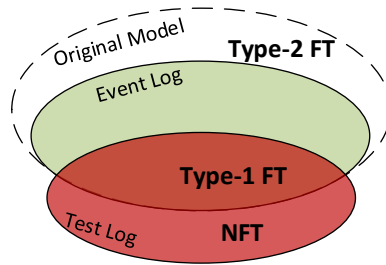 Original Model
Type-2 FT
Event Log
Type-1 FT
Test Log
NFT